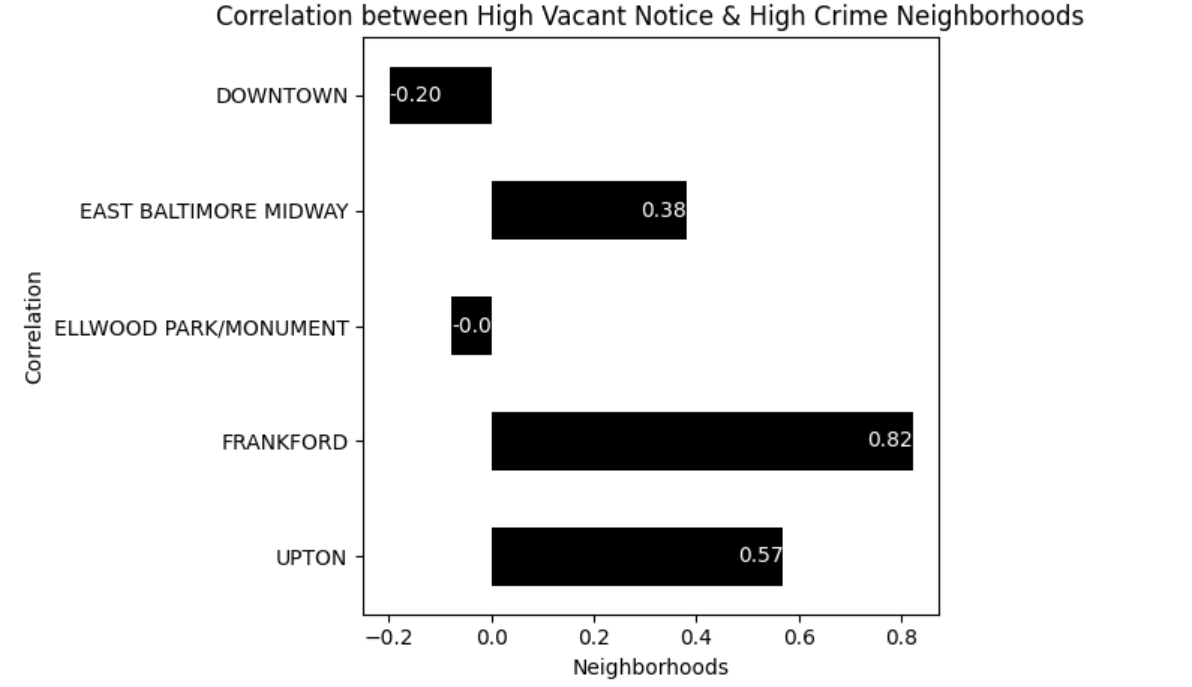 Correlation between High Vacant Notice & High Crime Neighborhoods
DOWNTOWN
-0.20
EAST BALTIMORE MIDWAY
0.38
Correlation
ELLWOOD PARK/MONUMENT
-0.0
FRANKFORD
0.82
UPTON
0.57
−0.2 0.0 0.2 0.4 0.6 0.8
Neighborhoods